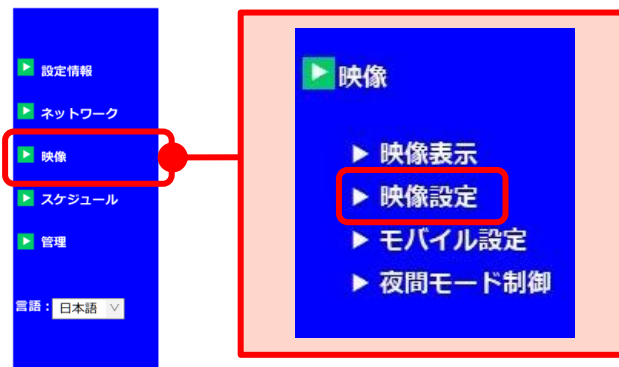 設定情報
ネットワーク
映像
スケジュール
管理
言語：日本語
映像
映像表示
映像設定
モバイル設定
夜間モード制御